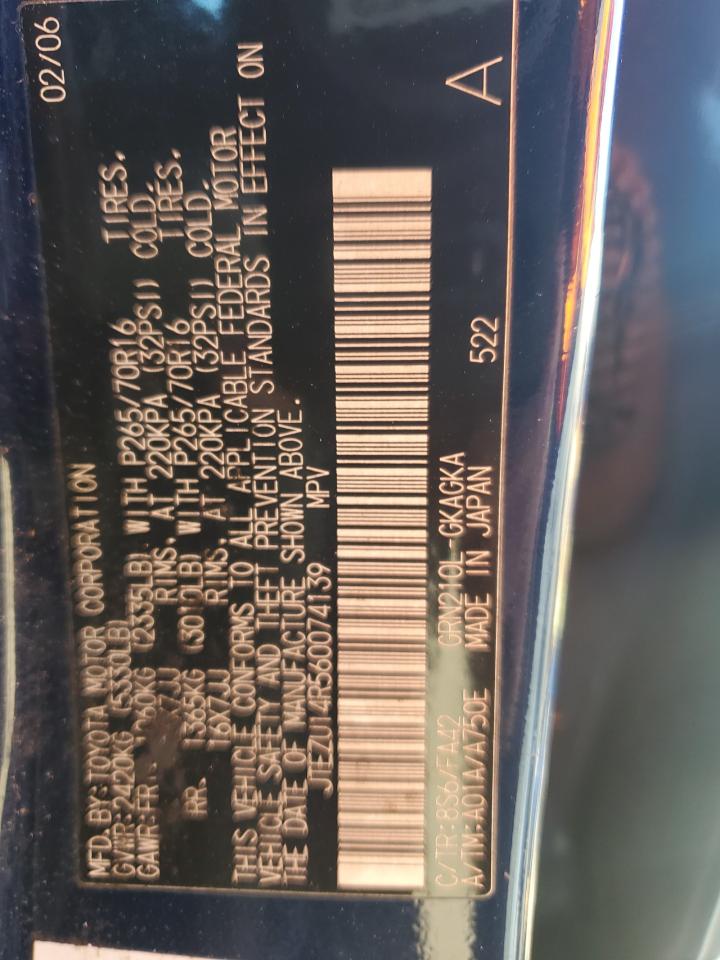 MFD. BY: TOYOTA MOTOR CORPORATION 02/06
GVWR: 2420KG (5330LB)
GAWR: FR. (2335LB) WITH P265/70R16 TIRES.
RIMS. AT 220KPA (32PSI) COLD.
RR. 1365KG (3010LB) WITH P265/70R16 TIRES.
16X7JJ RIMS. AT 220KPA (32PSI) COLD.
THIS VEHICLE CONFORMS TO ALL APPLICABLE FEDERAL MOTOR
VEHICLE SAFETY AND THEFT PREVENTION STANDARDS IN EFFECT ON
THE DATE OF MANUFACTURE SHOWN ABOVE.
JTEZU14R560074139 MPV
C/TR: 8S6/FA42 GRN210L-GKAGKA
A/TM: A01A/A750E MADE IN JAPAN 522 A